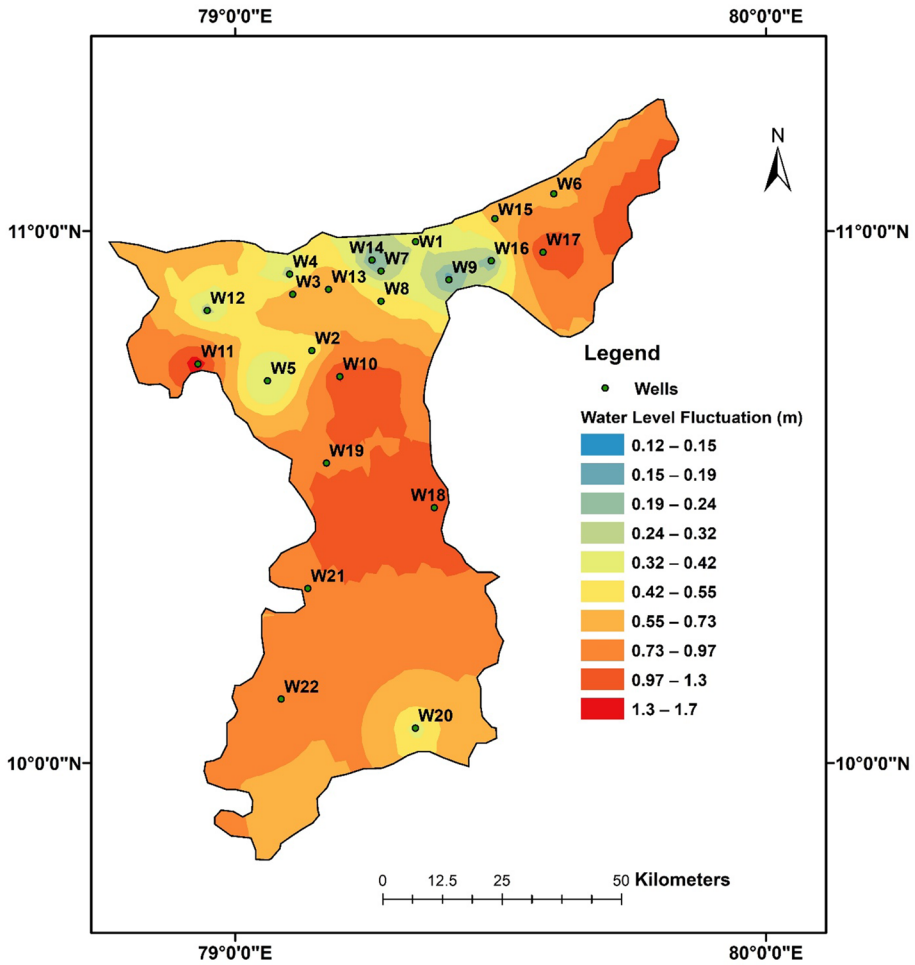 79°0'0"E 80°0'0"E
N
W6
W15
11°0'0"N 11°0'0"N
W1
W17
W14
W16
W7
W4
W9
W3
W13
W8
W12
W2
W11
Legend
W10
W5
Wells
Water Level Fluctuation (m)
0.12 – 0.15
W19
0.15 – 0.19
W18
0.19 – 0.24
0.24 – 0.32
0.32 – 0.42
W21
0.42 – 0.55
0.55 – 0.73
0.73 – 0.97
0.97 – 1.3
W22
1.3 – 1.7
W20
10°0'0"N 10°0'0"N
0 12.5 25 50 Kilometers
79°0'0"E 80°0'0"E